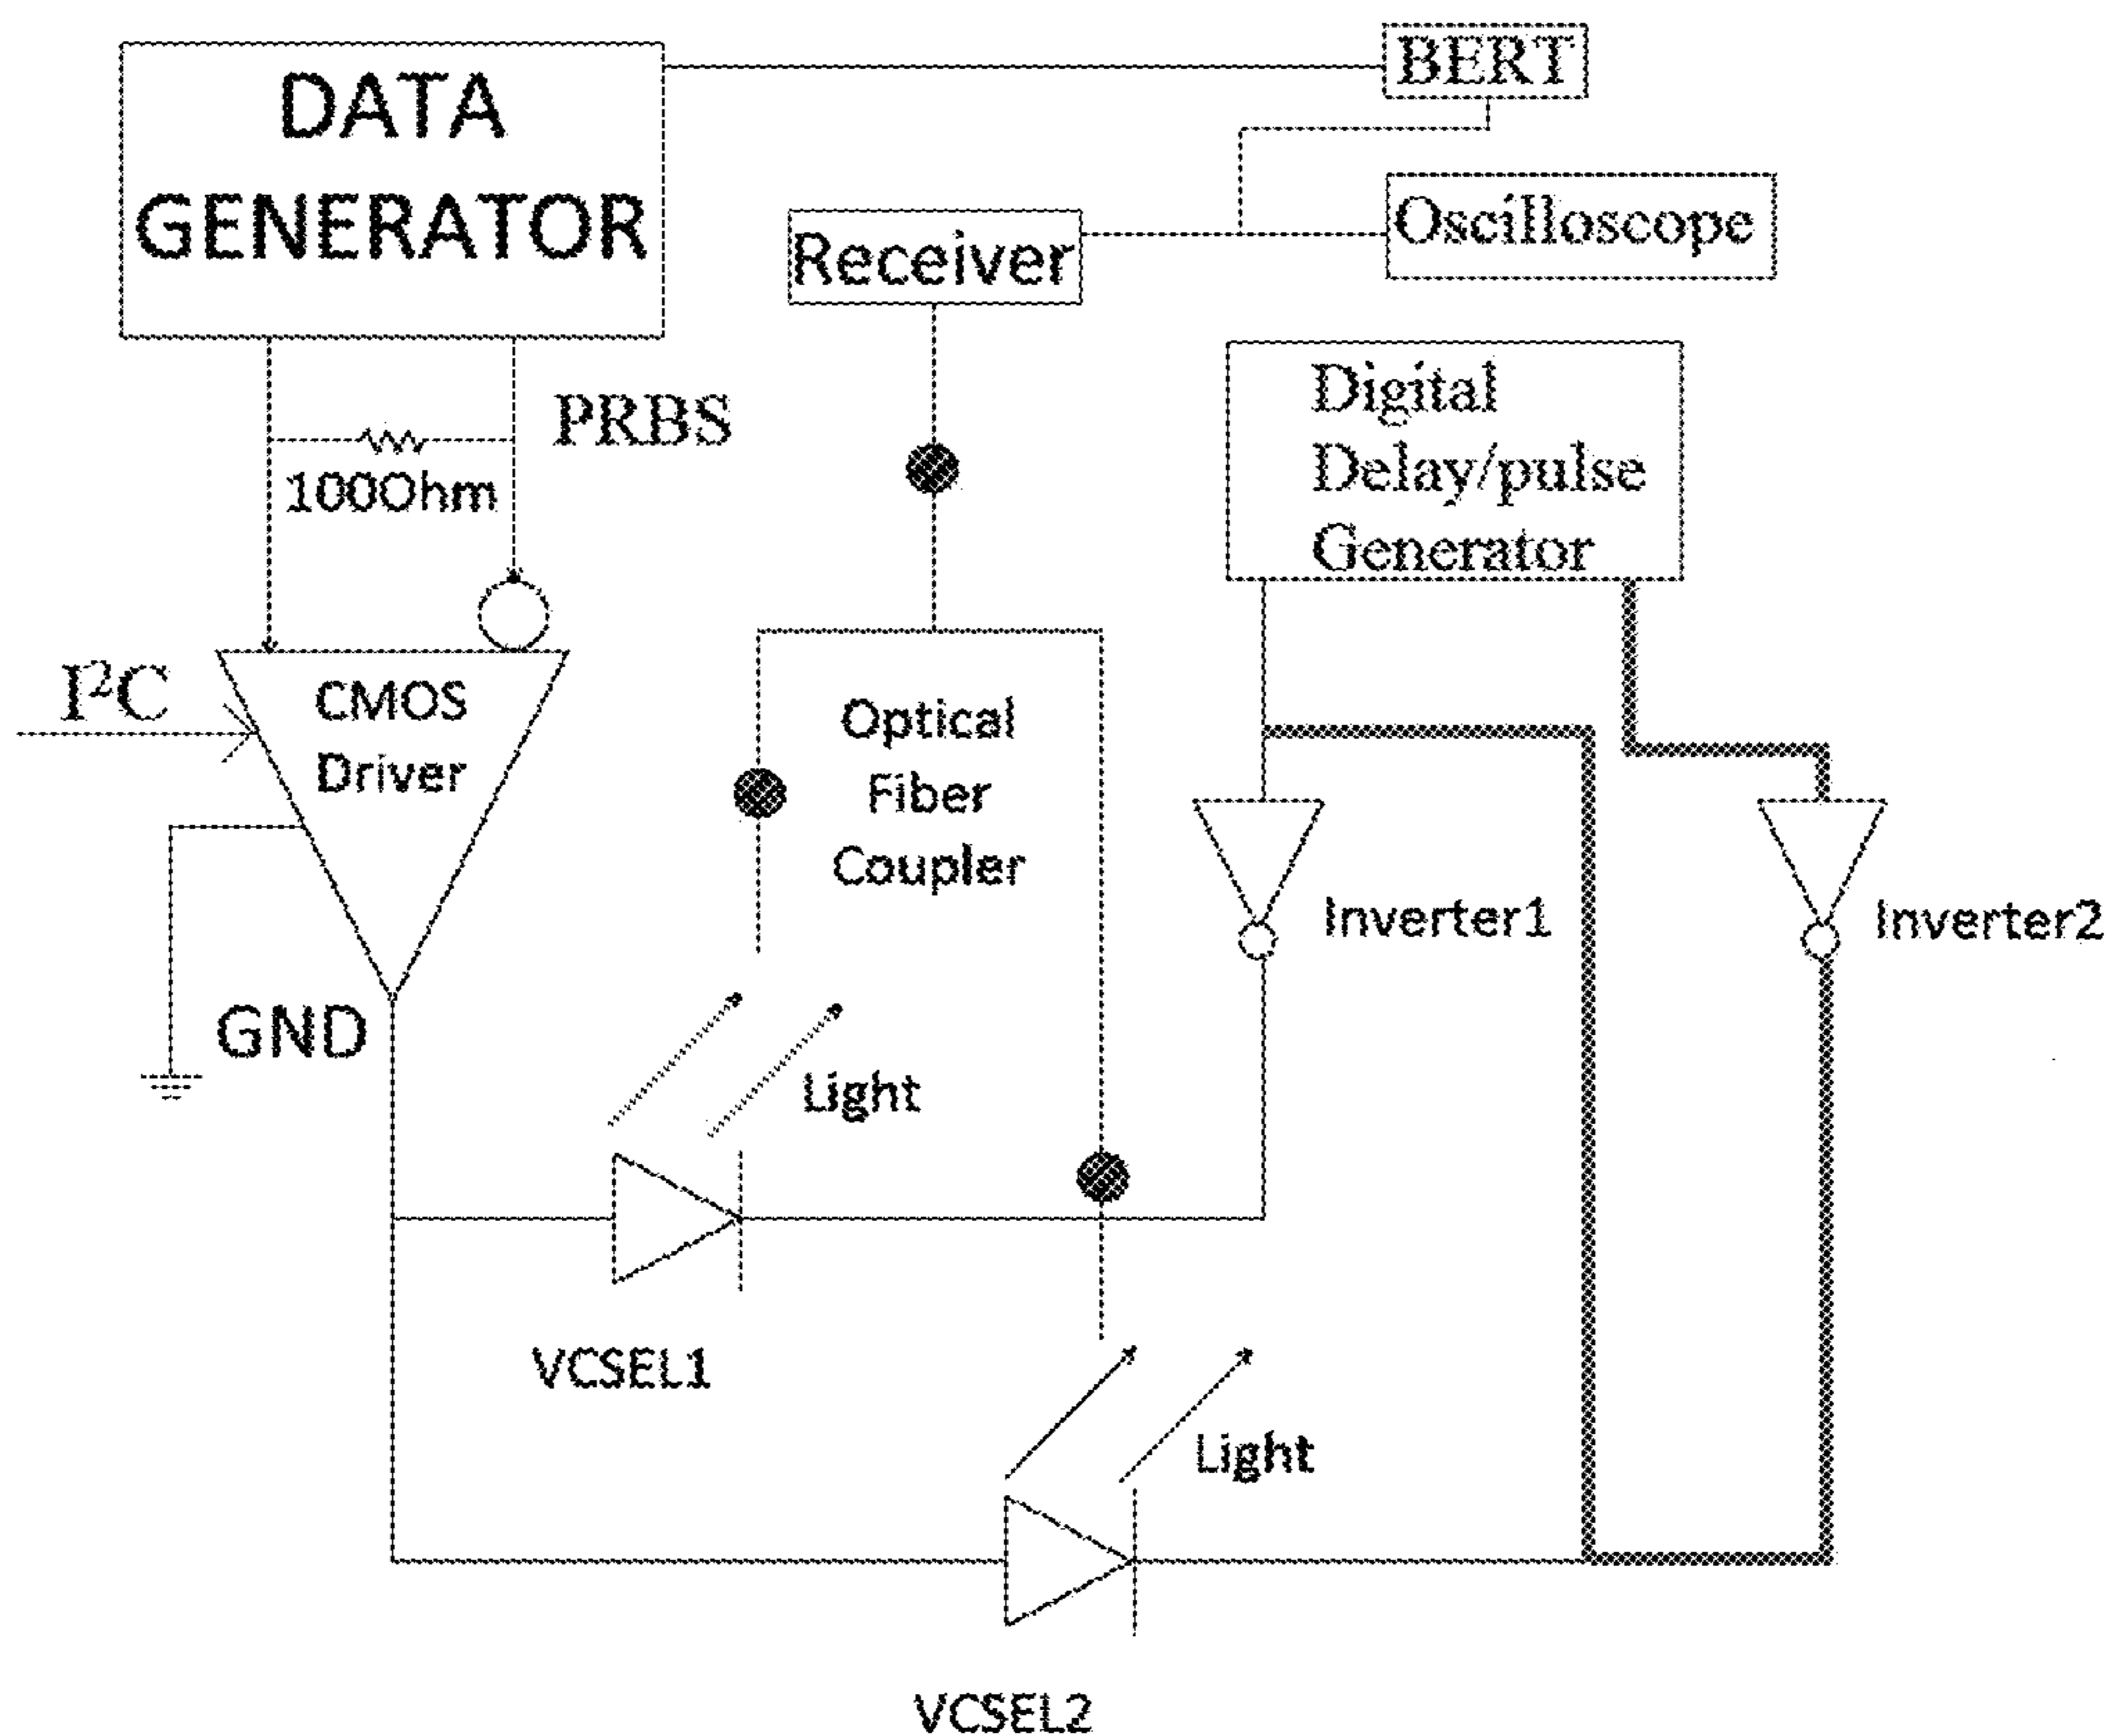 DATA
GENERATOR
BERT
Oscilloscope
Receiver
Digital
Delay/pulse
Generator
PRBS
100Ohm
I²C
CMOS
Driver
Optical
Fiber
Coupler
Inverter1
Inverter2
GND
Light
VCSEL1
Light
VCSEL2